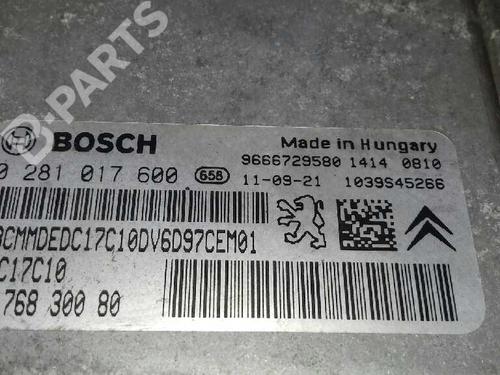 B-PARTS
BOSCH
Made in Hungary
0 281 017 600 658
9666729580 1414 0810
11-09-21 1039S45266
CMMDEDC17C10DV6D97CEM01
C17C10
768 300 80